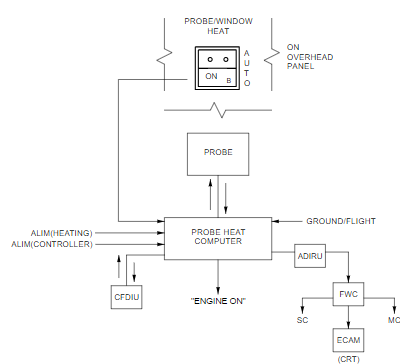 PROBE/WINDOW
HEAT
A
U
T
O
ON
B
ON
OVERHEAD
PANEL
PROBE
ALIM(HEATING)
ALIM(CONTROLLER)
PROBE HEAT
COMPUTER
GROUND/FLIGHT
ADIRU
CFDIU
"ENGINE ON"
FWC
SC
MC
ECAM
(CRT)